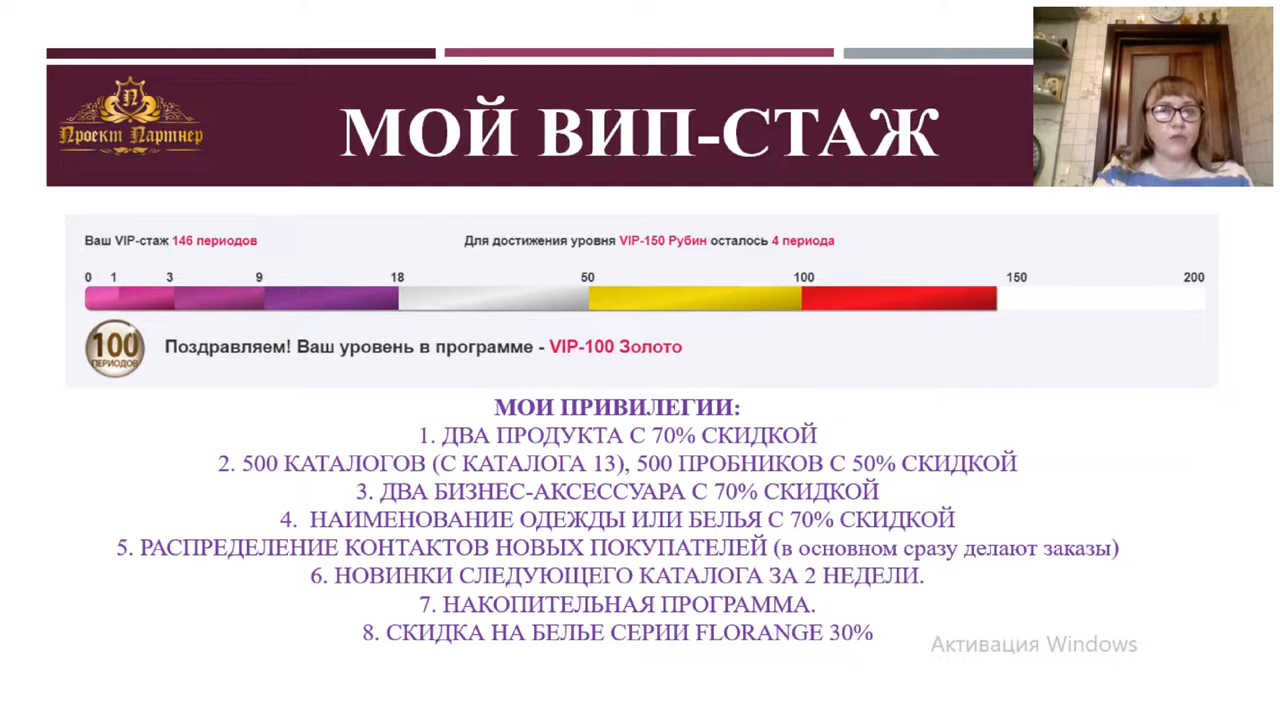 Проект Партнер
МОЙ ВИП-СТАЖ
Ваш VIP-стаж 146 периодов
Для достижения уровня VIP-150 Рубин осталось 4 периода
0 1 3 9 18 50 100 150 200
100
ПЕРИОДОВ
Поздравляем! Ваш уровень в программе - VIP-100 Золото
МОИ ПРИВИЛЕГИИ:
1. ДВА ПРОДУКТА С 70% СКИДКОЙ
2. 500 КАТАЛОГОВ (С КАТАЛОГА 13), 500 ПРОБНИКОВ С 50% СКИДКОЙ
3. ДВА БИЗНЕС-АКСЕССУАРА С 70% СКИДКОЙ
4. НАИМЕНОВАНИЕ ОДЕЖДЫ ИЛИ БЕЛЬЯ С 70% СКИДКОЙ
5. РАСПРЕДЕЛЕНИЕ КОНТАКТОВ НОВЫХ ПОКУПАТЕЛЕЙ (в основном сразу делают заказы)
6. НОВИНКИ СЛЕДУЮЩЕГО КАТАЛОГА ЗА 2 НЕДЕЛИ.
7. НАКОПИТЕЛЬНАЯ ПРОГРАММА.
8. СКИДКА НА БЕЛЬЕ СЕРИИ FLORANGE 30%
Активация Windows